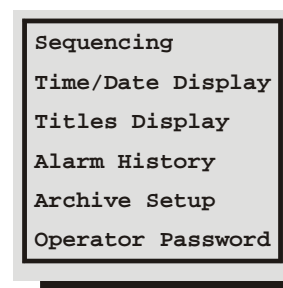 Sequencing
Time/Date Display
Titles Display
Alarm History
Archive Setup
Operator Password